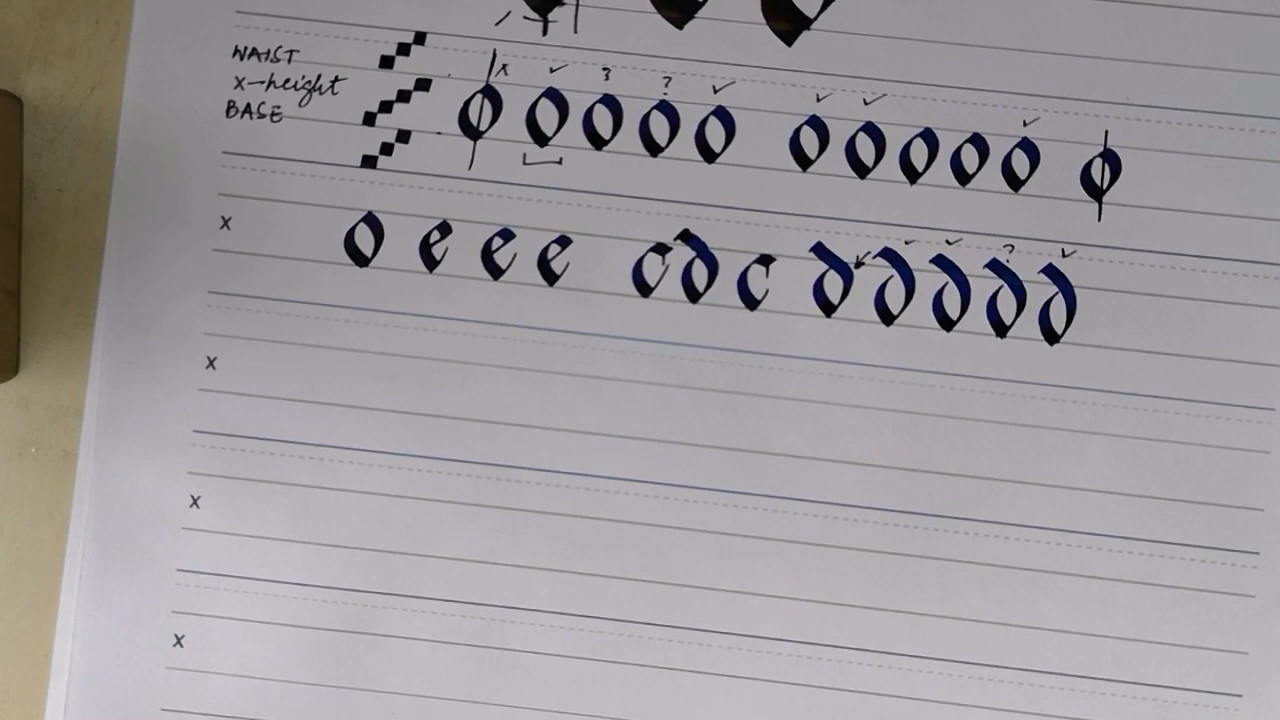 WAIST
x-height
BASE
x ✓ ? ? ✓ ✓ ✓ ✓
o o o o o o o o o o o o
✓ ✓ ? ✓
x o e e e c d c d d d d d
x
x
x